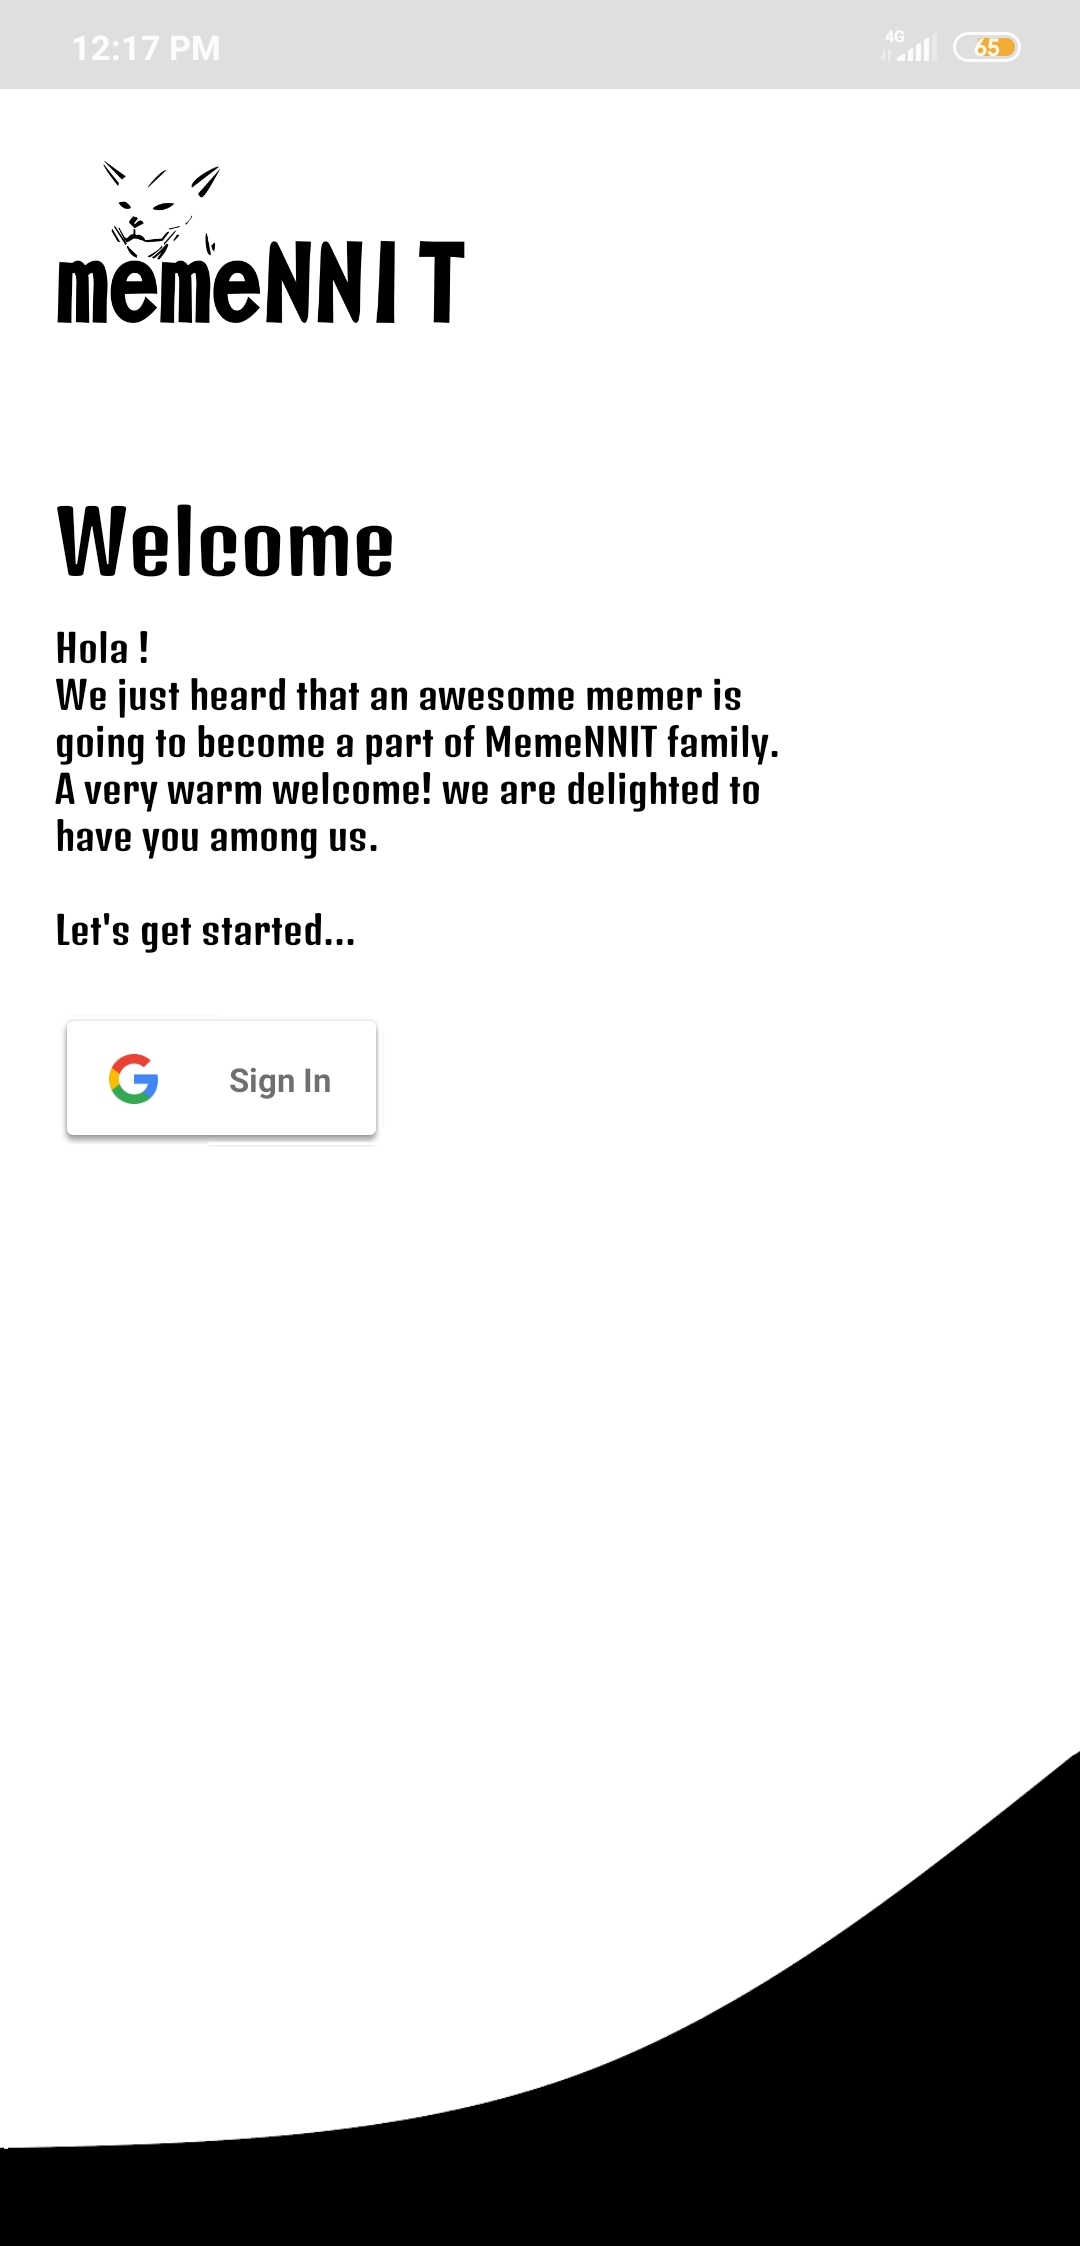 12:17 PM
4G
65
memeNNIT
Welcome
Hola !
We just heard that an awesome memer is
going to become a part of MemeNNIT family.
A very warm welcome! we are delighted to
have you among us.
Let's get started...
Sign In